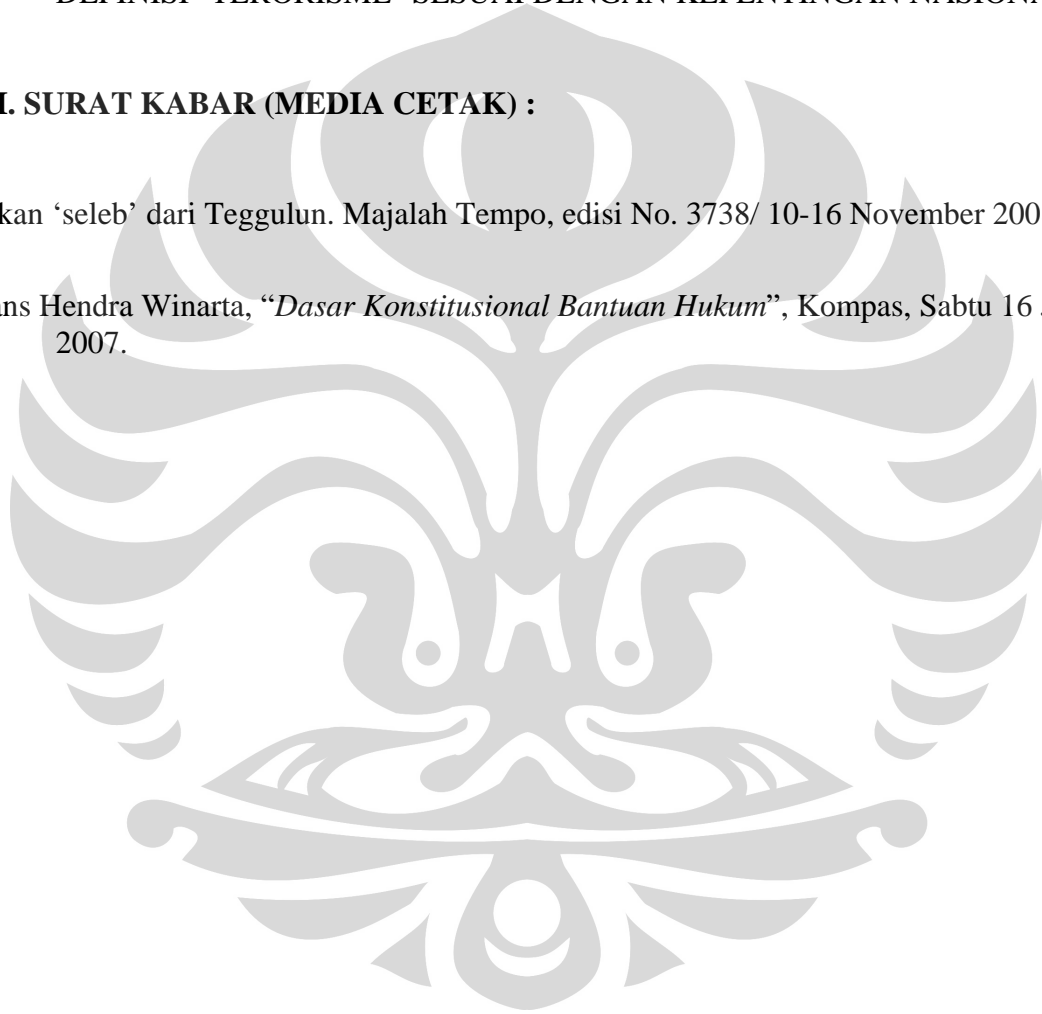 DEFINISI "TERORISME" SESUAI DENGAN KEPENTINGAN NASIONA
I. SURAT KABAR (MEDIA CETAK) :
kan ‘seleb’ dari Teggulun. Majalah Tempo, edisi No. 3738/ 10-16 November 200
ans Hendra Winarta, “Dasar Konstitusional Bantuan Hukum”, Kompas, Sabtu 16
2007.